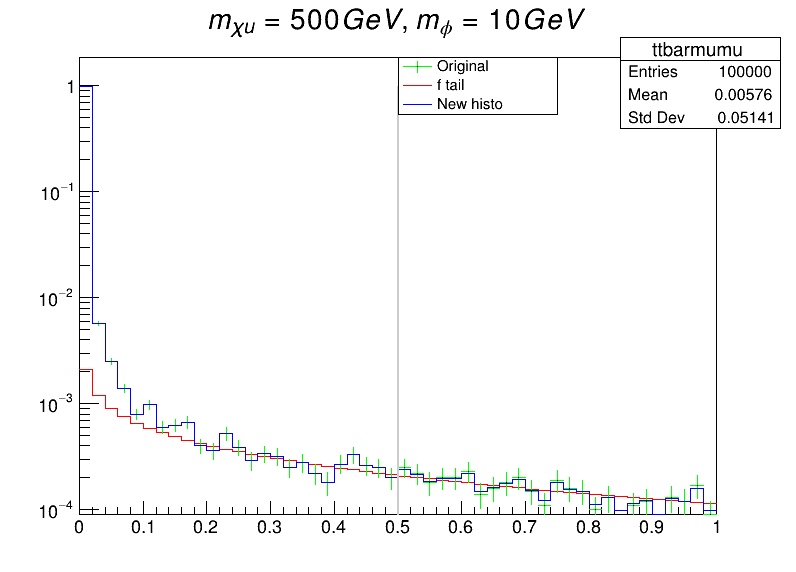 m_χu = 500GeV, m_ϕ = 10GeV
ttbarmumu
Entries 100000
Mean 0.00576
Std Dev 0.05141
Original
f tail
New histo
1
10^−1
10^−2
10^−3
10^−4
0 0.1 0.2 0.3 0.4 0.5 0.6 0.7 0.8 0.9 1